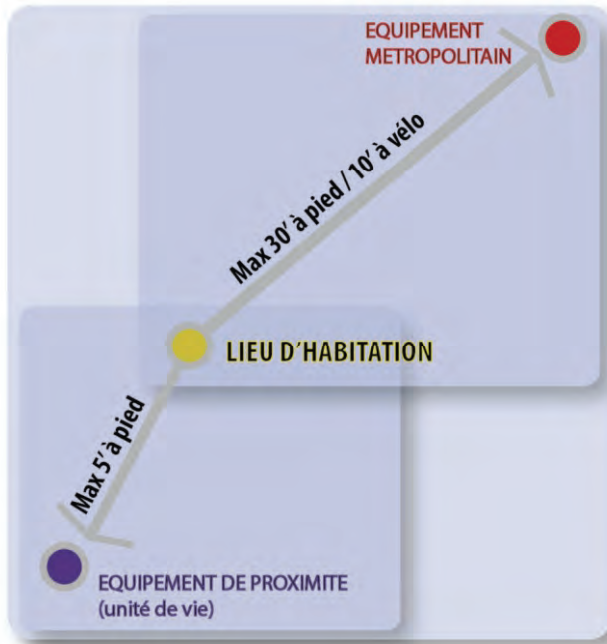 EQUIPEMENT
METROPOLITAIN
Max 30' à pied / 10' à vélo
LIEU D'HABITATION
Max 5' à pied
EQUIPEMENT DE PROXIMITE
(unité de vie)